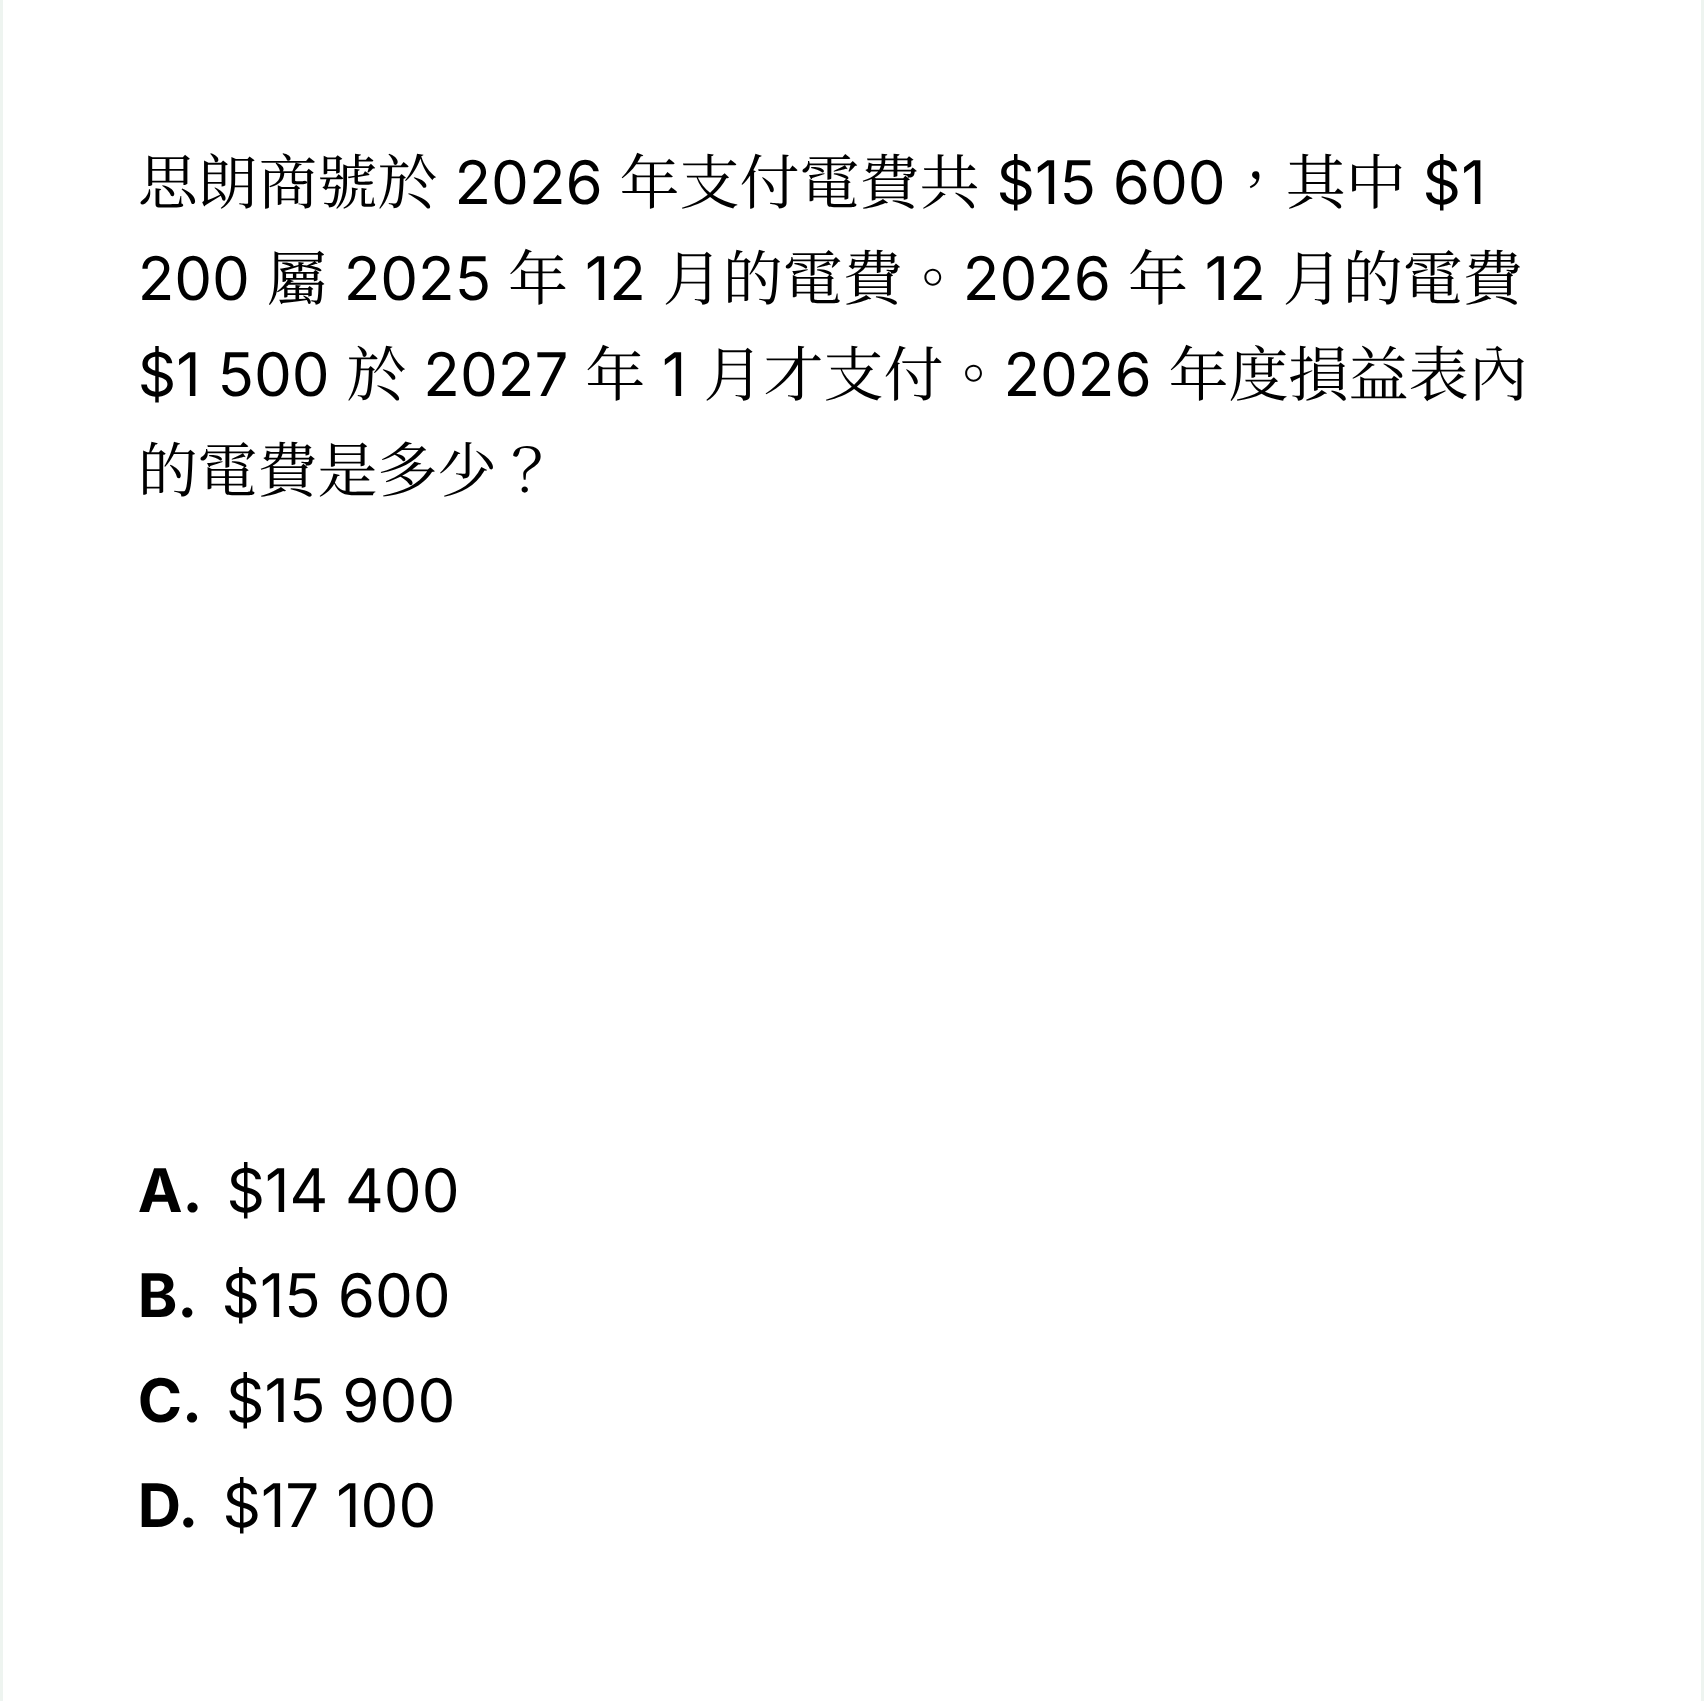 思朗商號於 2026 年支付電費共 $15 600，其中 $1
200 屬 2025 年 12 月的電費。2026 年 12 月的電費
$1 500 於 2027 年 1 月才支付。2026 年度損益表內
的電費是多少？
A. $14 400
B. $15 600
C. $15 900
D. $17 100